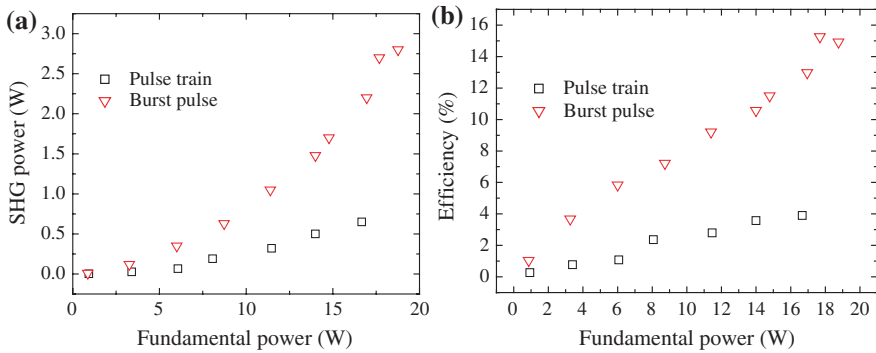 (a)
SHG power (W)
3.0
2.5
2.0
1.5
1.0
0.5
0.0
Pulse train
Burst pulse
0 5 10 15 20
Fundamental power (W)
(b)
Efficiency (%)
16
14
12
10
8
6
4
2
0
Pulse train
Burst pulse
0 2 4 6 8 10 12 14 16 18 20
Fundamental power (W)